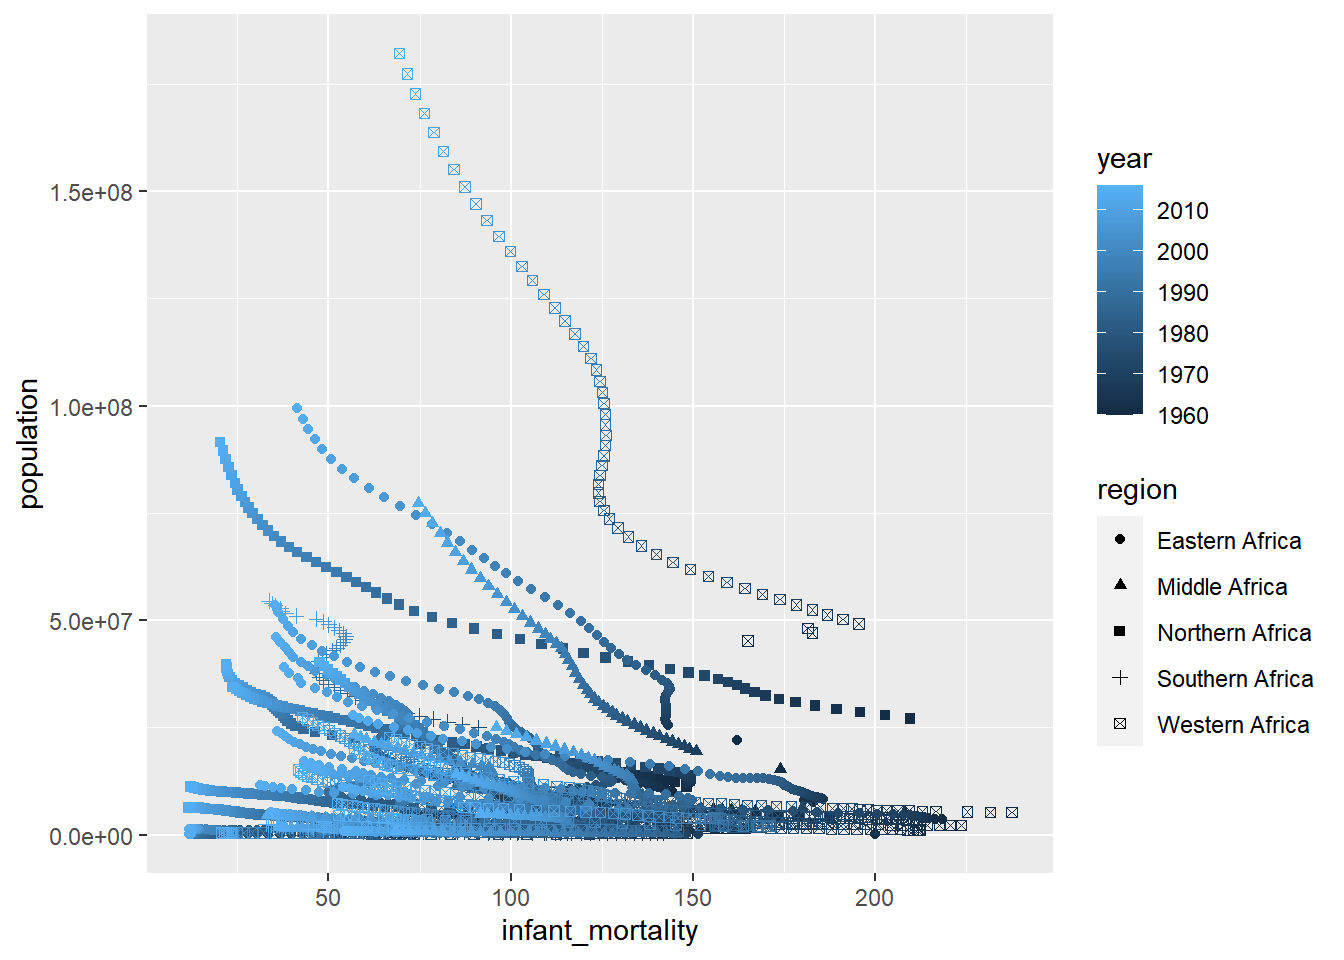 1.5e+08
1.0e+08
5.0e+07
0.0e+00
population
50
100
150
200
infant_mortality
year
2010
2000
1990
1980
1970
1960
region
Eastern Africa
Middle Africa
Northern Africa
Southern Africa
Western Africa